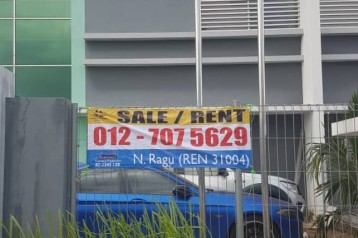 SALE / RENT
012 - 707 5629
N. Ragu (REN 31004)